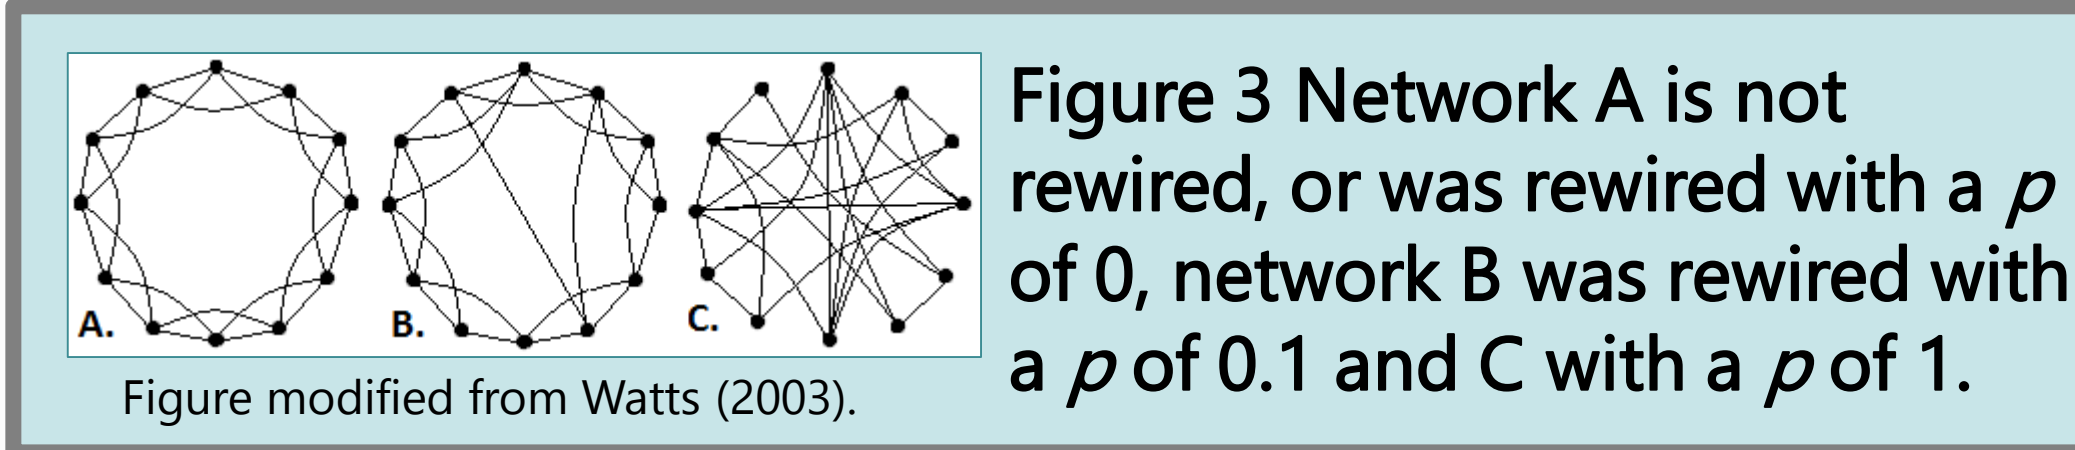 A.
B.
C.
Figure modified from Watts (2003).
Figure 3 Network A is not
rewired, or was rewired with a p
of 0, network B was rewired with
a p of 0.1 and C with a p of 1.